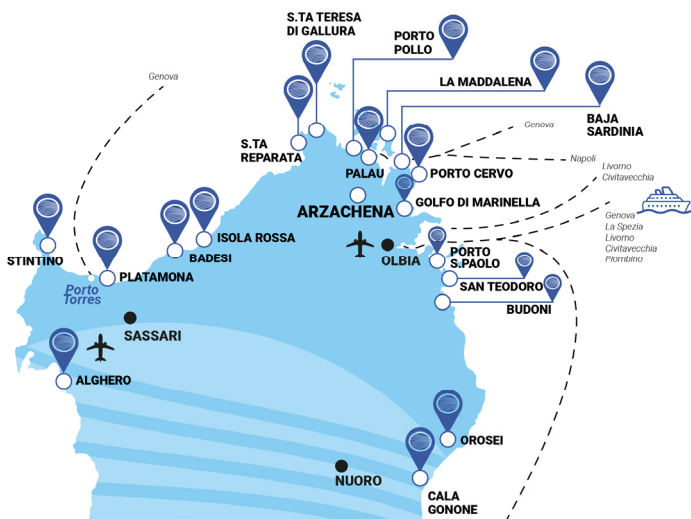 S.TA TERESA
DI GALLURA
PORTO
POLLO
LA MADDALENA
BAJA
SARDINIA
Genova
Genova
Napoli
Livorno
Civitavecchia
S.TA
REPARATA
PALAU
PORTO CERVO
ARZACHENA
GOLFO DI MARINELLA
Genova
La Spezia
Livorno
Civitavecchia
Piombino
ISOLA ROSSA
BADESI
STINTINO
PLATAMONA
Porto
Torres
OLBIA
PORTO
S.PAOLO
SAN TEODORO
BUDONI
SASSARI
ALGHERO
OROSEI
NUORO
CALA
GONONE